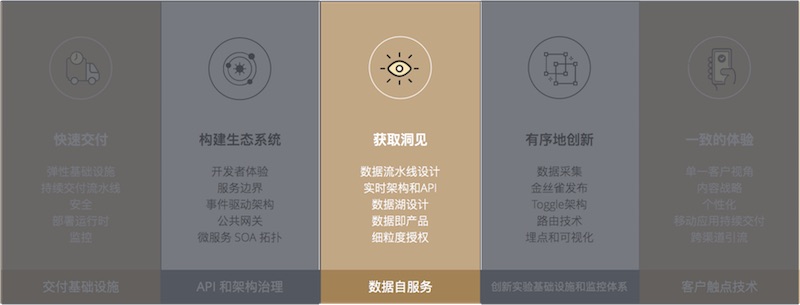 快速交付
弹性基础设施
持续交付流水线
安全
部署运行时
监控
交付基础设施
构建生态系统
开发者体验
服务边界
事件驱动架构
公共网关
微服务 SOA 拓扑
API 和架构治理
获取洞见
数据流水线设计
实时架构和API
数据湖设计
数据即产品
细粒度授权
数据自服务
有序地创新
数据采集
金丝雀发布
Toggle架构
路由技术
埋点和可视化
创新实验基础设施和监控体系
一致的体验
单一客户视角
内容战略
个性化
移动应用持续交付
跨渠道引流
客户触点技术